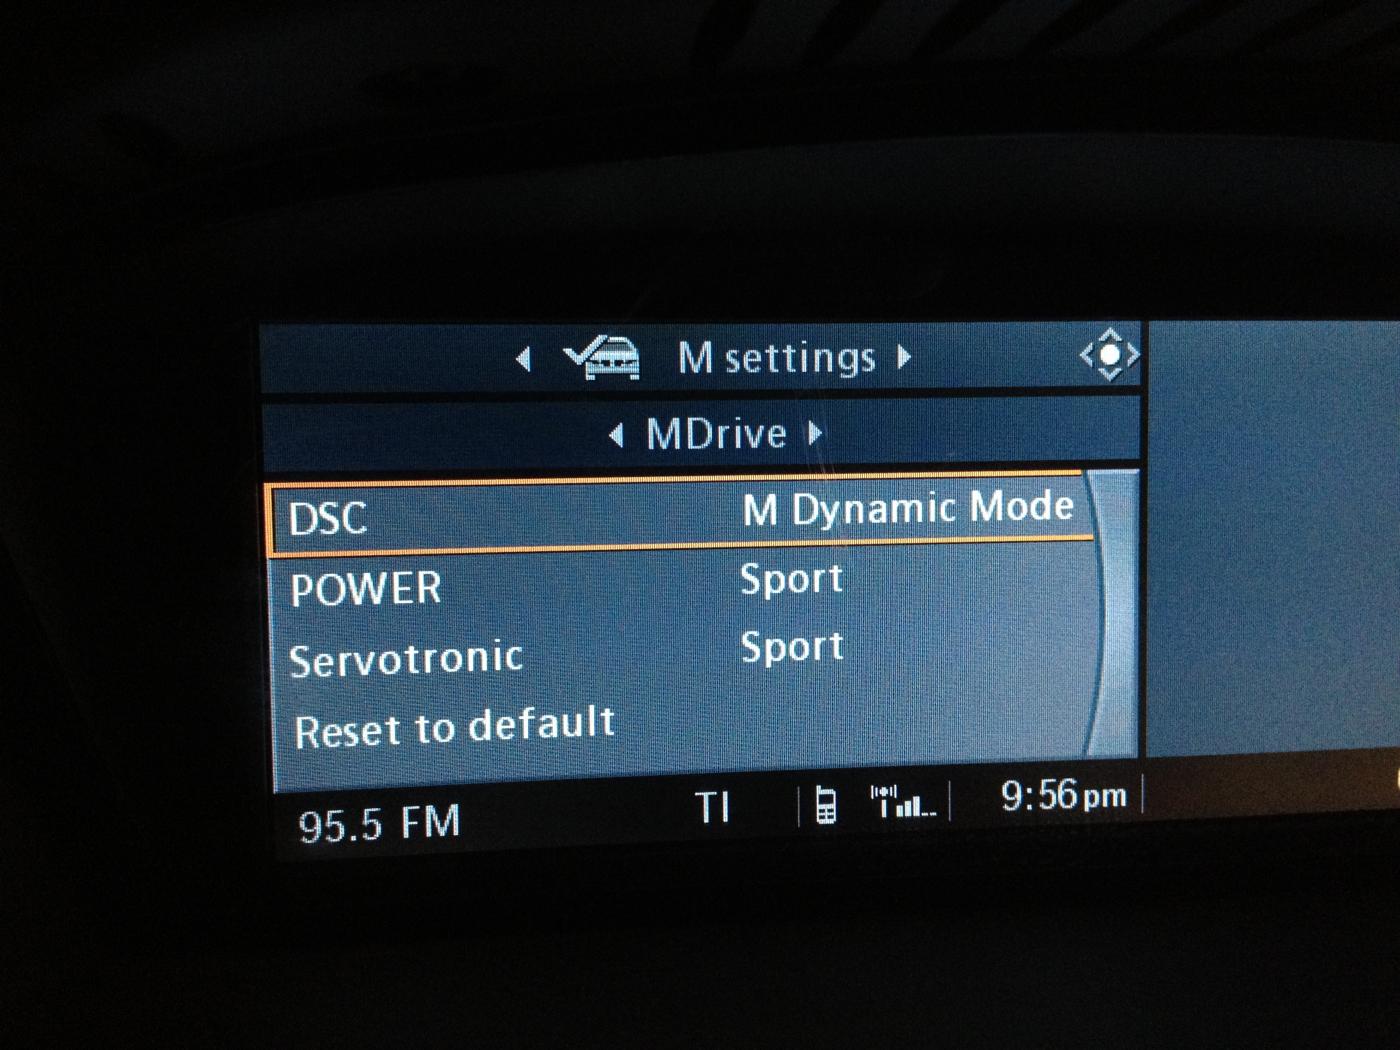 M settings
MDrive
DSC M Dynamic Mode
POWER Sport
Servotronic Sport
Reset to default
95.5 FM TI 9:56pm